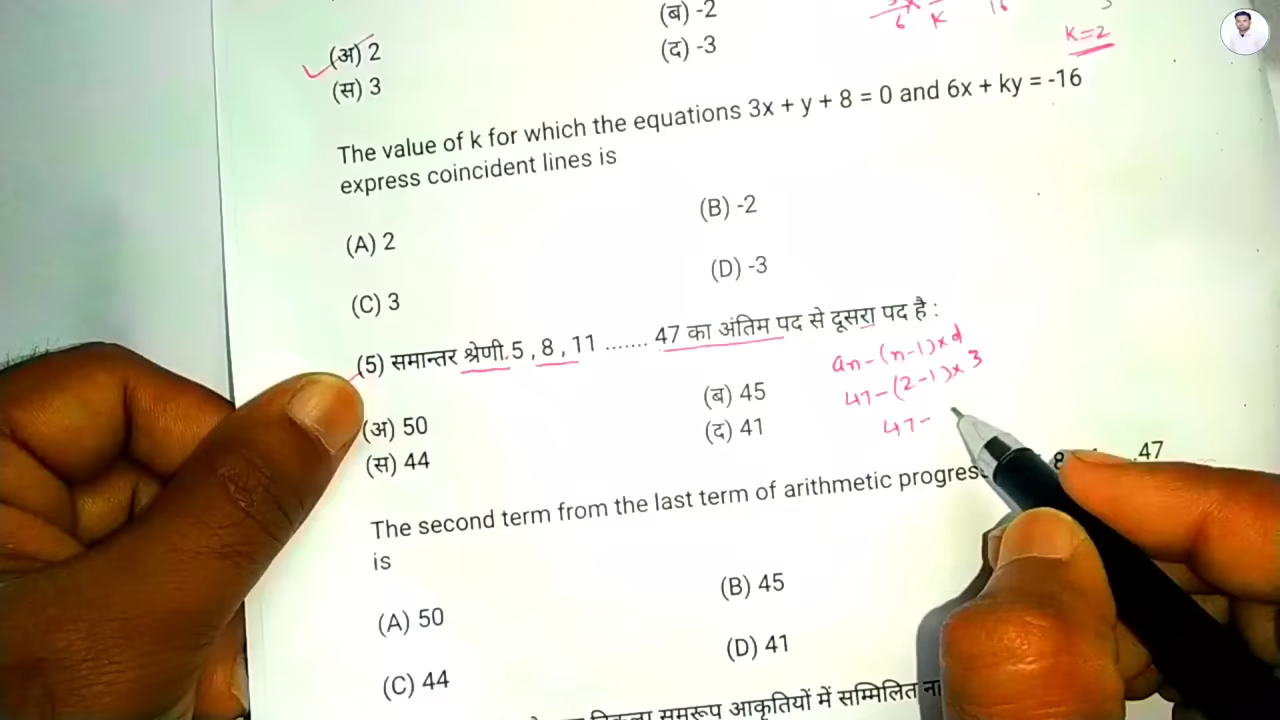 (ब) -2
6 K 16
K=2
(अ) 2
(द) -3
(स) 3
The value of k for which the equations 3x + y + 8 = 0 and 6x + ky = -16
express coincident lines is
(B) -2
(A) 2
(D) -3
(C) 3
(5) समान्तर श्रेणी 5 , 8 , 11 ....... 47 का अंतिम पद से दूसरा पद है :
an-(n-1)×d
(ब) 45
47-(2-1)×3
(अ) 50
(द) 41
47-
(स) 44
The second term from the last term of arithmetic 8 47
is
(B) 45
(A) 50
(D) 41
(C) 44
समरूप आकृतियों में सम्मिलित